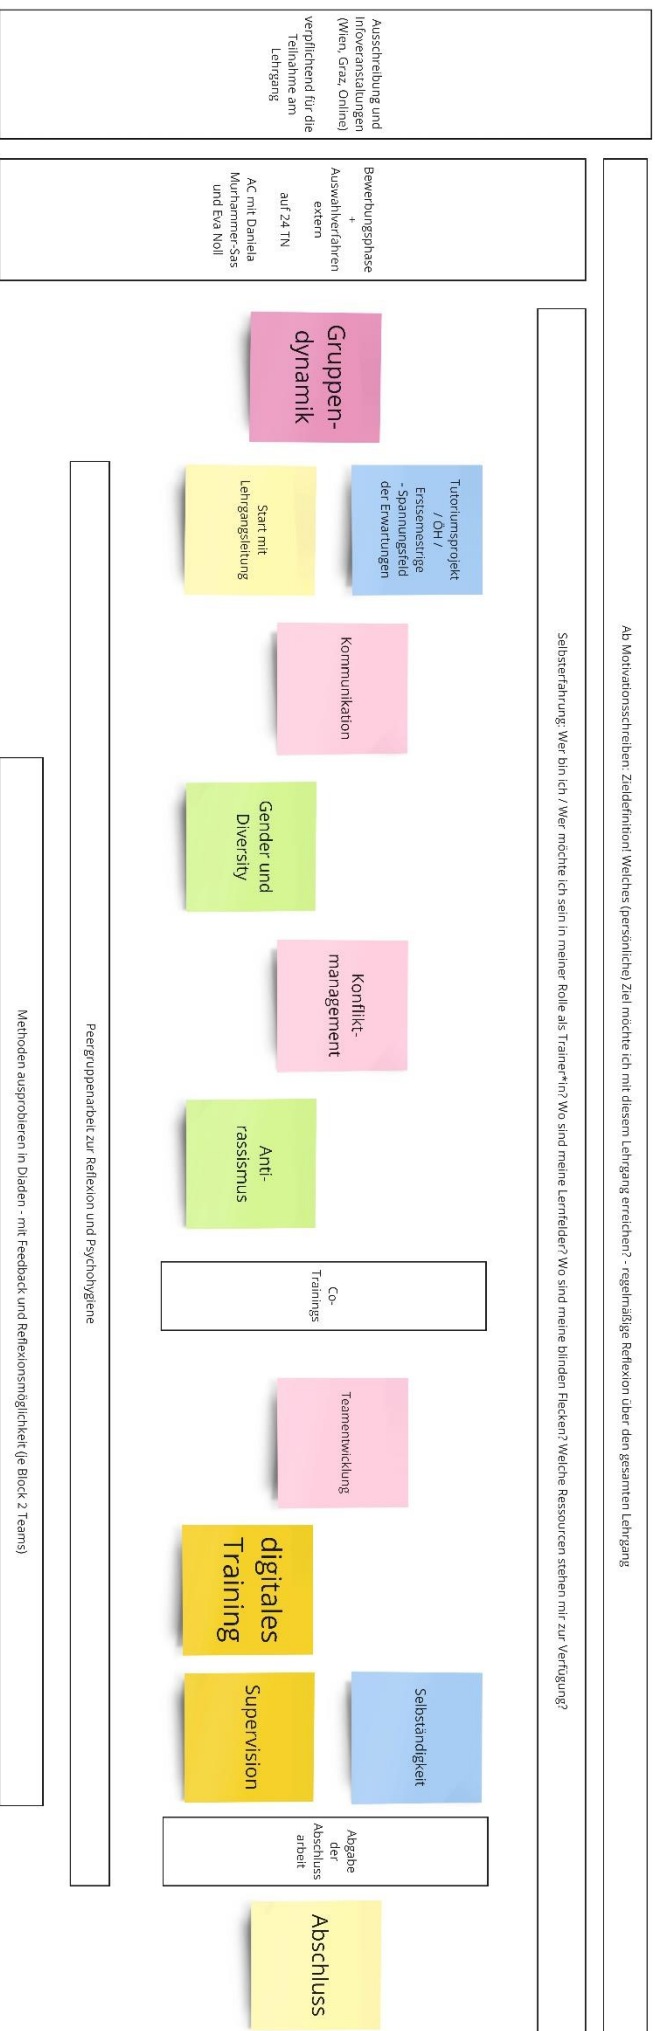 Ausschreibung und
Infoveranstaltungen
(Wien, Graz, Online)
verpflichtend für die
Teilnahme am
Lehrgang
Bewerbungsphase
+
Auswahlverfahren
extern
auf 24 TN
AC mit Daniela
Murhammer-Sas
und Eva Noll
Ab Motivationsschreiben: Zieldefinition! Welches (persönliche) Ziel möchte ich mit diesem Lehrgang erreichen? - regelmäßige Reflexion über den gesamten Lehrgang
Selbsterfahrung: Wer bin ich / Wer möchte ich sein in meiner Rolle als Trainer*in? Wo sind meine Lernfelder? Wo sind meine blinden Flecken? Welche Ressourcen stehen mir zur Verfügung?
Gruppen-
dynamik
Tutoriumsprojekt
/ ÖH /
Erstsemestrige
- Spannungsfeld
der Erwartungen
Start mit
Lehrgangsleitung
Kommunikation
Gender und
Diversity
Konflikt-
management
Anti-
rassismus
Co-
Trainings
Teamentwicklung
digitales
Training
Selbständigkeit
Supervision
Abgabe
der
Abschluss
arbeit
Abschluss
Peergruppenarbeit zur Reflexion und Psychohygiene
Methoden ausprobieren in Diaden - mit Feedback und Reflexionsmöglichkeit (je Block 2 Teams)